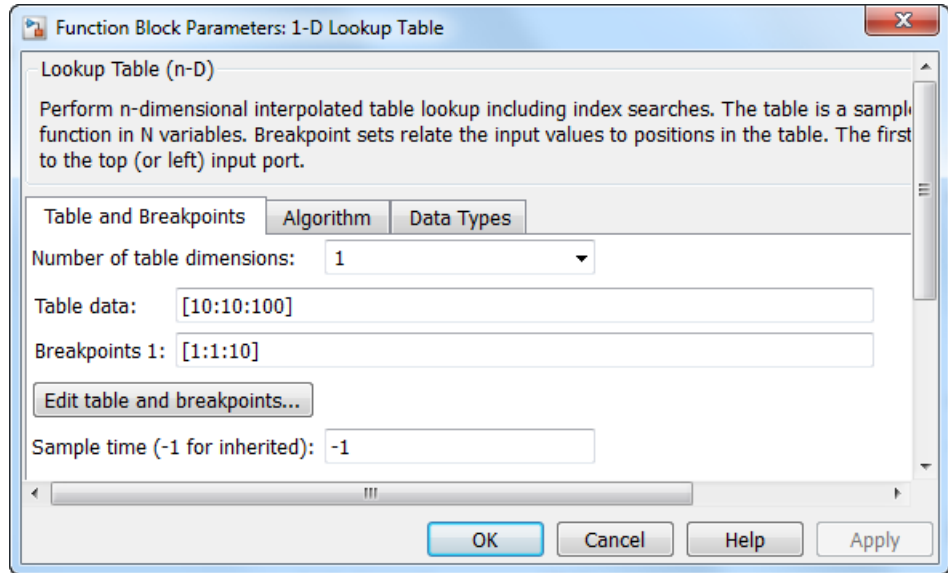 Function Block Parameters: 1-D Lookup Table
Lookup Table (n-D)
Perform n-dimensional interpolated table lookup including index searches. The table is a sample
function in N variables. Breakpoint sets relate the input values to positions in the table. The first
to the top (or left) input port.
Table and Breakpoints Algorithm Data Types
Number of table dimensions: 1
Table data: [10:10:100]
Breakpoints 1: [1:1:10]
Edit table and breakpoints...
Sample time (-1 for inherited): -1
OK Cancel Help Apply